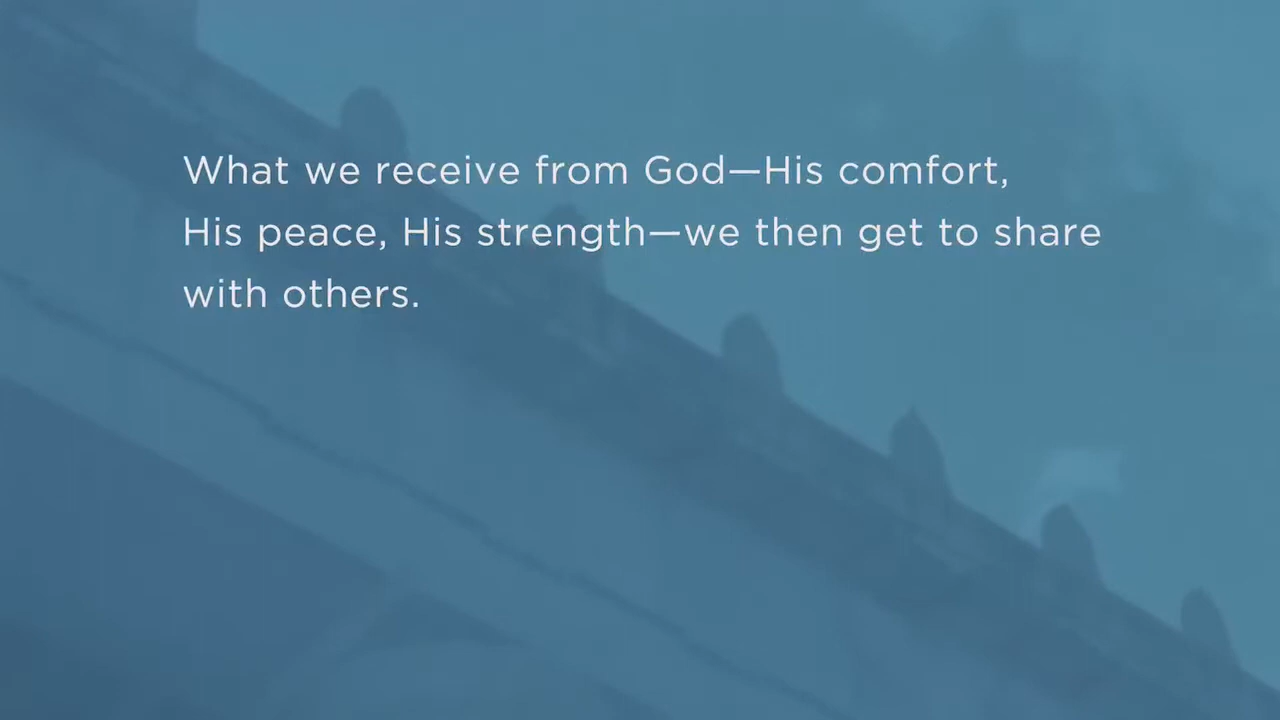 What we receive from God—His comfort,
His peace, His strength—we then get to share
with others.